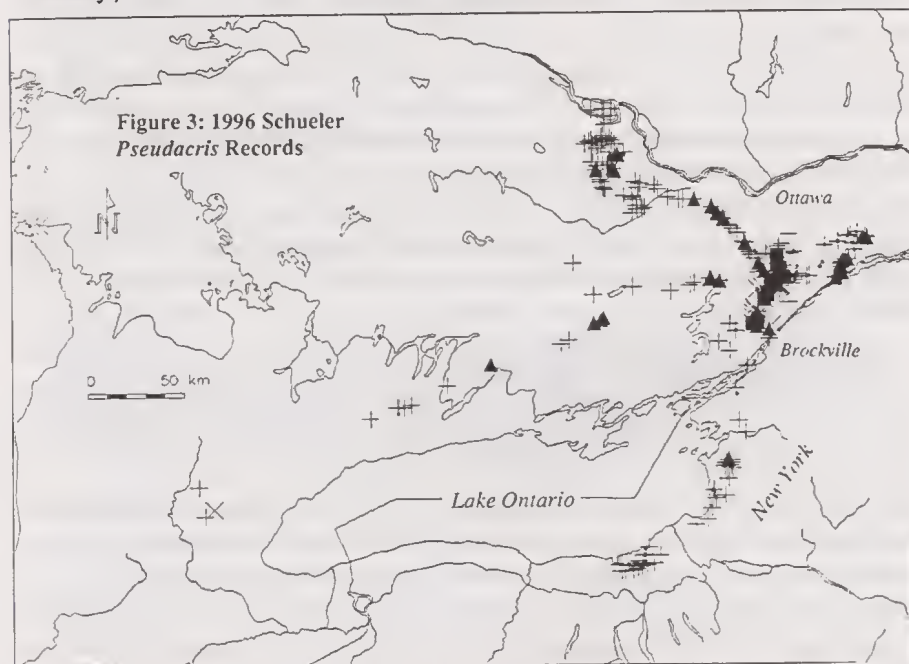 Figure 3: 1996 Schueler
Pseudacris Records
Ottawa
Brockville
0 50 km
Lake Ontario
New York